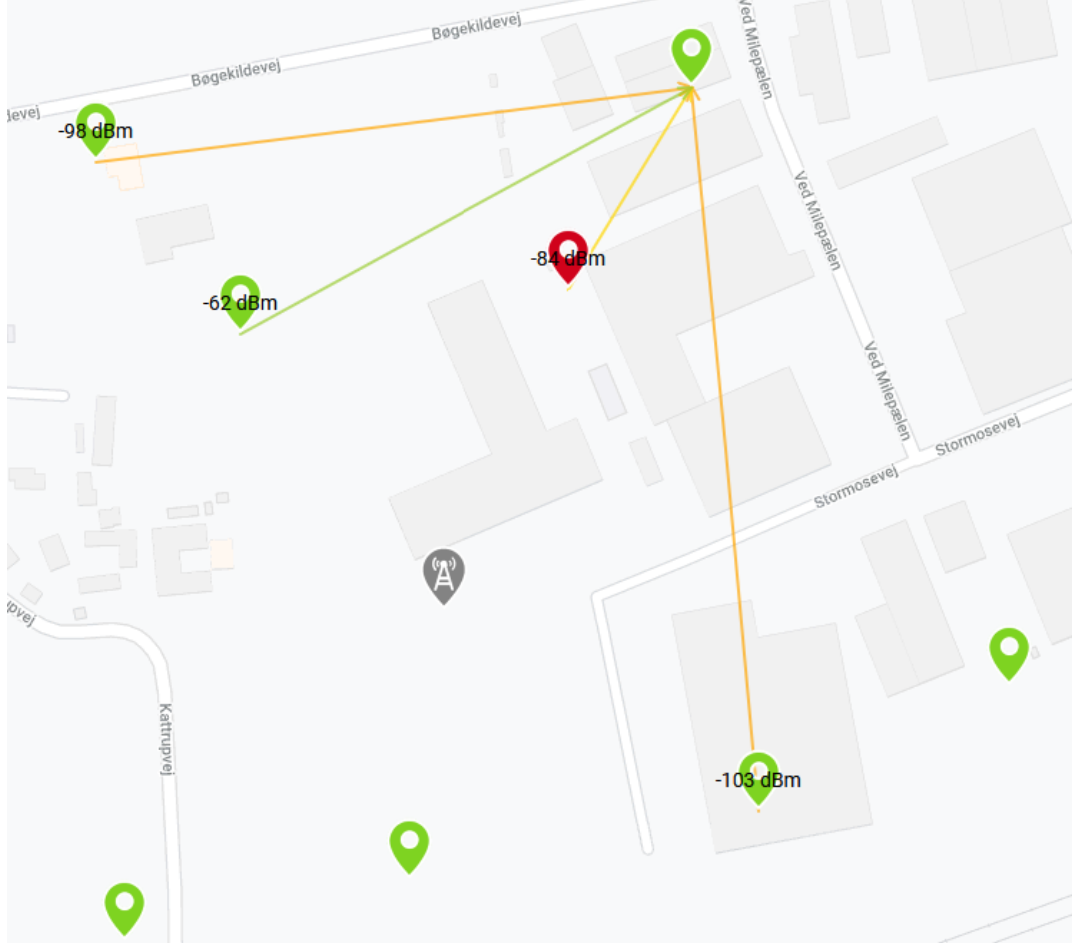 Bøgekildevej
Bøgekildevej
devej
-98 dBm
Ved Milepælen
Ved Milepælen
-84 dBm
-62 dBm
Ved Milepælen
Stormosevej
Stormosevej
Kattrupvej
-103 dBm